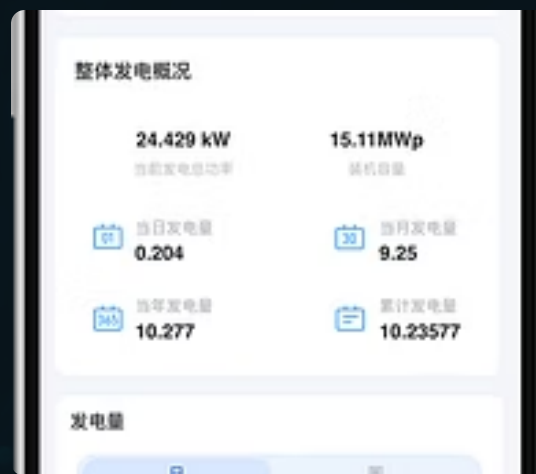 整体发电概况
24.429 kW
15.11MWp
当前发电总功率
装机容量
01
当日发电量
0.204
30
当月发电量
9.25
365
当年发电量
10.277
累计发电量
10.23577
发电量
日